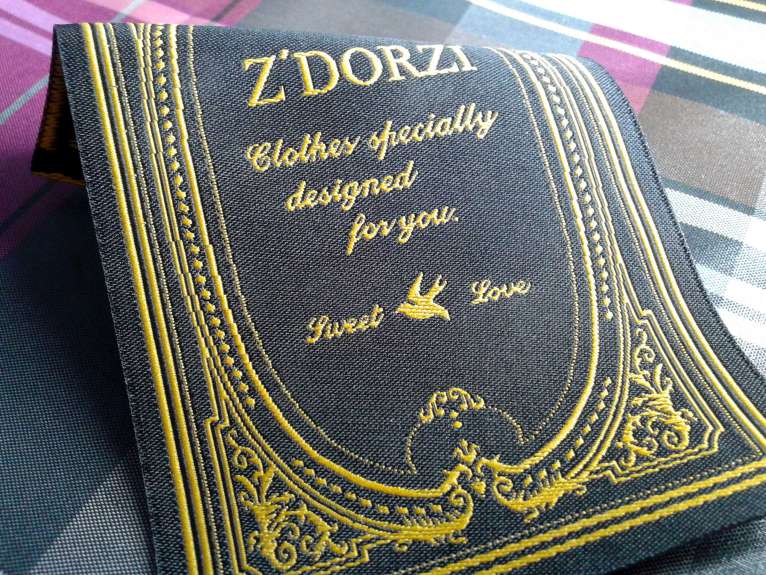 Z'DORZI
Clothes specially
designed
for you.
Sweet Love